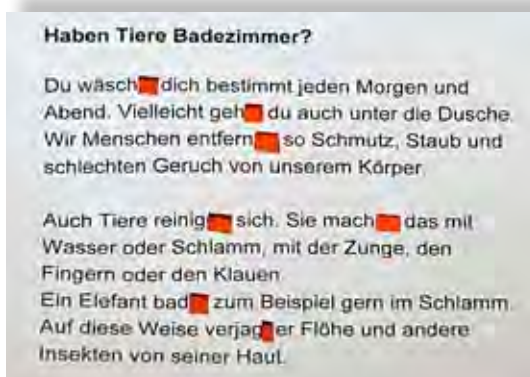 Haben Tiere Badezimmer?
Du wäsch dich bestimmt jeden Morgen und
Abend. Vielleicht geh du auch unter die Dusche.
Wir Menschen entfern so Schmutz, Staub und
schlechten Geruch von unserem Körper.
Auch Tiere reinig sich. Sie mach das mit
Wasser oder Schlamm, mit der Zunge, den
Fingern oder den Klauen.
Ein Elefant bad zum Beispiel gern im Schlamm.
Auf diese Weise verjag er Flöhe und andere
Insekten von seiner Haut.